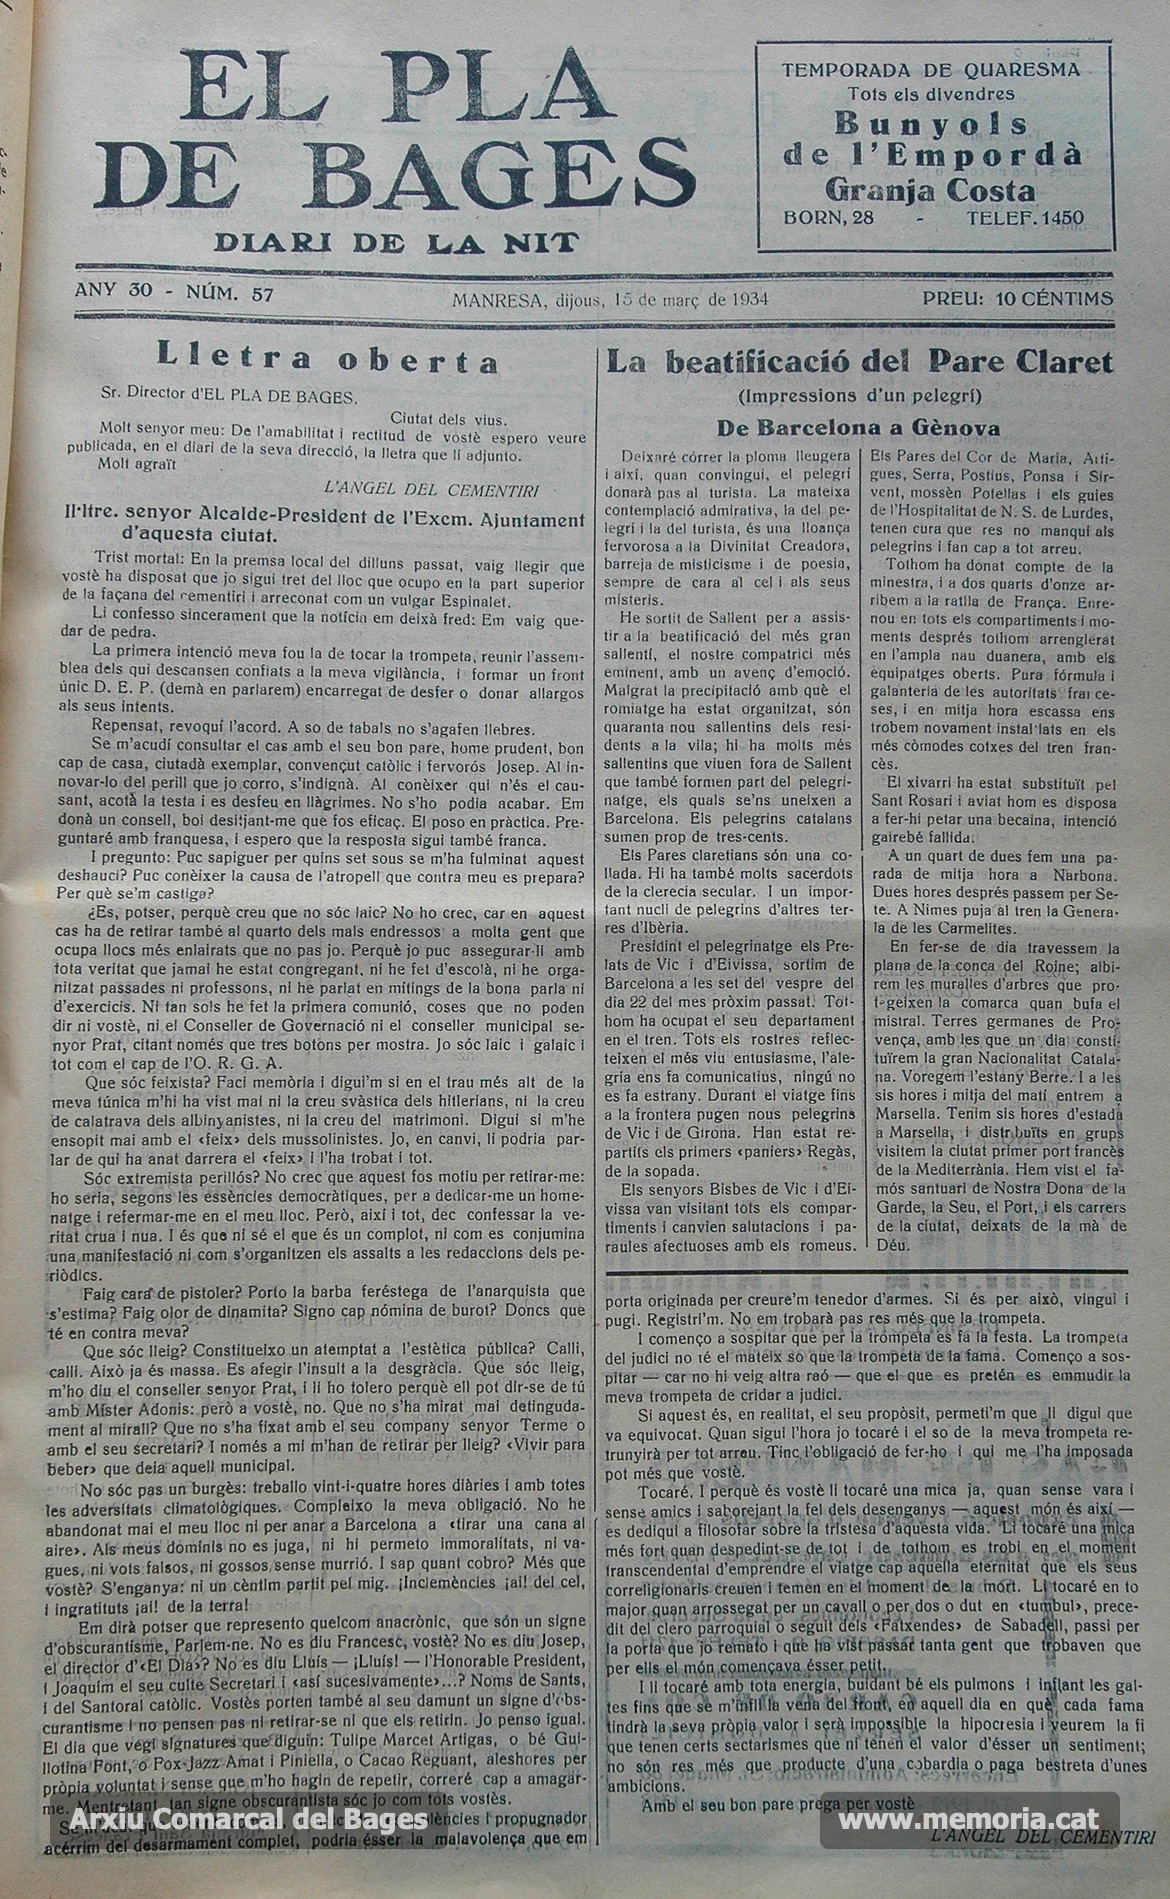 EL PLA
DE BAGES
DIARI DE LA NIT
TEMPORADA DE QUARESMA
Tots els divendres
Bunyols
de l'Empordà
Granja Costa
BORN, 28 - TELEF. 1450
ANY 30 - NÚM. 57
MANRESA, dijous, 15 de març de 1934
PREU: 10 CÉNTIMS
Lletra oberta
Sr. Director d'EL PLA DE BAGES.
Ciutat dels vius.
Molt senyor meu: De l'amabilitat i rectitud de vostè espero veure
publicada, en el diari de la seva direcció, la lletra que li adjunto.
Molt agraït
L'ANGEL DEL CEMENTIRI
Il·ltre. senyor Alcalde-President de l'Excm. Ajuntament
d'aquesta ciutat.
Trist mortal: En la premsa local del dilluns passat, vaig llegir que
vostè ha disposat que jo sigui tret del lloc que ocupo en la part superior
de la façana del cementiri i arreconat com un vulgar Espinalet.
Li confesso sincerament que la notícia em deixà fred: Em vaig que-
dar de pedra.
La primera intenció meva fou la de tocar la trompeta, reunir l'assem-
blea dels qui descansen confiats a la meva vigilància, i formar un front
únic D. E. P. (demà en parlarem) encarregat de desfer o donar allargos
als seus intents.
Repensat, revoquí l'acord. A so de tabals no s'agafen llebres.
Se m'acudí consultar el cas amb el seu bon pare, home prudent, bon
cap de casa, ciutadà exemplar, convençut catòlic i fervorós Josep. Al in-
novar-lo del perill que jo corro, s'indignà. Al conèixer qui n'és el cau-
sant, acotà la testa i es desfeu en llàgrimes. No s'ho podia acabar. Em
donà un consell, boi desitjant-me que fos eficaç. El poso en pràctica. Pre-
guntaré amb franquesa, i espero que la resposta sigui també franca.
I pregunto: Puc sapiguer per quins set sous se m'ha fulminat aquest
deshauci? Puc conèixer la causa de l'atropell que contra meu es prepara?
Per què se'm castiga?
¿Es, potser, perquè creu que no sóc laic? No ho crec, car en aquest
cas ha de retirar també al quarto dels mals endressos a molta gent que
ocupa llocs més enlairats que no pas jo. Perquè jo puc assegurar-li amb
tota veritat que jamai he estat congregant, ni he fet d'escolà, ni he orga-
nitzat passades ni professons, ni he parlat en mítings de la bona parla ni
d'exercicis. Ni tan sols he fet la primera comunió, coses que no poden
dir ni vostè, ni el Conseller de Governació ni el conseller municipal se-
nyor Prat, citant només que tres botons per mostra. Jo sóc laic i galaic i
tot com el cap de l'O. R. G. A.
Que sóc feixista? Faci memòria i digui'm si en el trau més alt de la
meva túnica m'hi ha vist mai ni la creu svàstica dels hitlerians, ni la creu
de calatrava dels albinyanistes, ni la creu del matrimoni. Digui si m'he
ensopit mai amb el «feix» dels mussolinistes. Jo, en canvi, li podria par-
lar de qui ha anat darrera el «feix» i l'ha trobat i tot.
Sóc extremista perillós? No crec que aquest fos motiu per retirar-me:
ho seria, segons les essències democràtiques, per a dedicar-me un home-
natge i refermar-me en el meu lloc. Però, així i tot, dec confessar la ve-
ritat crua i nua. I és que ni sé el que és un complot, ni com es conjumina
una manifestació ni com s'organitzen els assalts a les redaccions dels pe-
riòdics.
Faig cara de pistoler? Porto la barba feréstega de l'anarquista que
s'estima? Faig olor de dinamita? Signo cap nómina de burot? Doncs que
té en contra meva?
Que sóc lleig? Constitueixo un atemptat a l'estètica pública? Calli,
calli. Això ja és massa. Es afegir l'insult a la desgràcia. Que sóc lleig,
m'ho diu el conseller senyor Prat, i li ho tolero perquè ell pot dir-se de tú
amb Míster Adonis: però a vostè, no. Que no s'ha mirat mai detinguda-
ment al mirall? Que no s'ha fixat amb el seu company senyor Terme o
amb el seu secretari? I només a mi m'han de retirar per lleig? «Vivir para
beber» que deia aquell municipal.
No sóc pas un burgès: treballo vint-i-quatre hores diàries i amb totes
les adversitats climatològiques. Compleixo la meva obligació. No he
abandonat mai el meu lloc ni per anar a Barcelona a «tirar una cana al
aire». Als meus dominis no es juga, ni hi permeto immoralitats, ni va-
gues, ni vots falsos, ni gossos sense murrió. I sap quant cobro? Més que
vostè? S'enganya: ni un cèntim partit pel mig. ¡Inclemències ¡ai! del cel,
i ingratituts ¡ai! de la terra!
Em dirà potser que represento quelcom anacrònic, que són un signe
d'obscurantisme, Parlem-ne. No es diu Francesc, vostè? No es diu Josep,
el director d'«El Dia»? No es diu Lluís — ¡Lluís! — l'Honorable President,
i Joaquim el seu culte Secretari i «así sucesivamente»...? Noms de Sants,
i del Santoral catòlic. Vostès porten també al seu damunt un signe d'obs-
curantisme i no pensen pas ni retirar-se ni que els retirin. Jo penso igual.
El dia que vegi signatures que diguin: Tulipe Marcet Artigas, o bé Gui-
llotina Font, o Fox-Jazz Amat i Piniella, o Cacao Reguant, aleshores per
pròpia voluntat i sense que m'ho hagin de repetir, correré cap a amagar-
me. Mentretant, tan signe obscurantista sóc jo com tots vostès.
lències i propugnador
acérrim del desarmament complet, podria ésser la malavolença que em
La beatificació del Pare Claret
(Impressions d'un pelegrí)
De Barcelona a Gènova
Deixaré córrer la ploma lleugera
i així, quan convingui, el pelegrí
donarà pas al turista. La mateixa
contemplació admirativa, la del pe-
legrí i la del turista, és una lloança
fervorosa a la Divinitat Creadora,
barreja de misticisme i de poesia,
sempre de cara al cel i als seus
misteris.
He sortit de Sallent per a assis-
tir a la beatificació del més gran
sallentí, el nostre compatrici més
eminent, amb un avenç d'emoció.
Malgrat la precipitació amb què el
romiatge ha estat organitzat, són
quaranta nou sallentins dels resi-
dents a la vila; hi ha molts més
sallentins que viuen fora de Sallent
que també formen part del pelegri-
natge, els quals se'ns uneixen a
Barcelona. Els pelegrins catalans
sumen prop de tres-cents.
Els Pares claretians són una co-
llada. Hi ha també molts sacerdots
de la clerecia secular. I un impor-
tant nucli de pelegrins d'altres ter-
res d'Ibèria.
Presidint el pelegrinatge els Pre-
lats de Vic i d'Eivissa, sortim de
Barcelona a les set del vespre del
dia 22 del mes pròxim passat. Tot-
hom ha ocupat el seu departament
en el tren. Tots els rostres reflec-
teixen el més viu entusiasme, l'ale-
gria ens fa comunicatius, ningú no
es fa estrany. Durant el viatge fins
a la frontera pugen nous pelegrins
de Vic i de Girona. Han estat re-
partits els primers «paniers» Regàs,
de la sopada.
Els senyors Bisbes de Vic i d'Ei-
vissa van visitant tots els compar-
timents i canvien salutacions i pa-
raules afectuoses amb els romeus.
Els Pares del Cor de Maria, Arti-
gues, Serra, Postius, Ponsa i Sir-
vent, mossèn Potellas i els guies
de l'Hospitalitat de N. S. de Lurdes,
tenen cura que res no manqui als
pelegrins i fan cap a tot arreu.
Tothom ha donat compte de la
minestra, i a dos quarts d'onze ar-
ribem a la ratlla de França. Enre-
nou en tots els compartiments i mo-
ments després tothom arrenglerat
en l'ampla nau duanera, amb els
equipatges oberts. Pura fórmula i
galanteria de les autoritats france-
ses, i en mitja hora escassa ens
trobem novament instal·lats en els
més còmodes cotxes del tren fran-
cès.
El xivarri ha estat substituït pel
Sant Rosari i aviat hom es disposa
a fer-hi petar una becaina, intenció
gairebé fallida.
A un quart de dues fem una pa-
rada de mitja hora a Narbona.
Dues hores després passem per Se-
te. A Nimes puja al tren la Genera-
la de les Carmelites.
En fer-se de dia travessem la
plana de la conça del Roine; albi-
rem les muralles d'arbres que pro-
tegeixen la comarca quan bufa el
mistral. Terres germanes de Pro-
vença, amb les que un dia consti-
tuïrem la gran Nacionalitat Catala-
na. Voregem l'estany Berre. I a les
sis hores i mitja del matí entrem a
Marsella. Tenim sis hores d'estada
a Marsella, i distribuïts en grups
visitem la ciutat primer port francès
de la Mediterrània. Hem vist el fa-
mós santuari de Nostra Dona de la
Garde, la Seu, el Port, i els carrers
de la ciutat, deixats de la mà de
Déu.
porta originada per creure'm tenedor d'armes. Si és per això, vingui i
pugi. Registri'm. No em trobarà pas res més que la trompeta.
I començo a sospitar que per la trompeta es fa la festa. La trompeta
del judici no té el mateix so que la trompeta de la fama. Començo a sos-
pitar — car no hi veig altra raó — que el que es pretén es emmudir la
meva trompeta de cridar a judici.
Si aquest és, en realitat, el seu propòsit, permeti'm que li digui que
va equivocat. Quan sigui l'hora jo tocaré i el so de la meva trompeta re-
trunyirà per tot arreu. Tinc l'obligació de fer-ho i qui me l'ha imposada
pot més que vostè.
Tocaré. I perquè és vostè li tocaré una mica ja, quan sense vara i
sense amics i saborejant la fel dels desenganys — aquest món és així —
es dediqui a filosofar sobre la tristesa d'aquesta vida. Li tocaré una mica
més fort quan despedint-se de tot i de tothom es trobi en el moment
transcendental d'emprendre el viatge cap aquella eternitat que els seus
correligionaris creuen i temen en el moment de la mort. Li tocaré en to
major quan arrossegat per un cavall o per dos o dut en «tumbul», prece-
dit del clero parroquial o seguit dels «Faixendes» de Sabadell, passi per
la porta que jo remato i que ha vist passar tanta gent que trobaven que
per ells el món començava ésser petit.
I li tocaré amb tota energia, buidant bé els pulmons i inflant les gal-
tes fins que se m'infli la vena del front, en aquell dia en què cada fama
tindrà la seva pròpia valor i serà impossible la hipocresia i veurem la fi
que tenen certs sectarismes que ni tenen el valor d'ésser un sentiment;
no són res més que producte d'una cobardia o paga bestreta d'unes
ambicions.
Amb el seu bon pare prega per vostè
L'ANGEL DEL CEMENTIRI
Arxiu Comarcal del Bages
www.memoria.cat